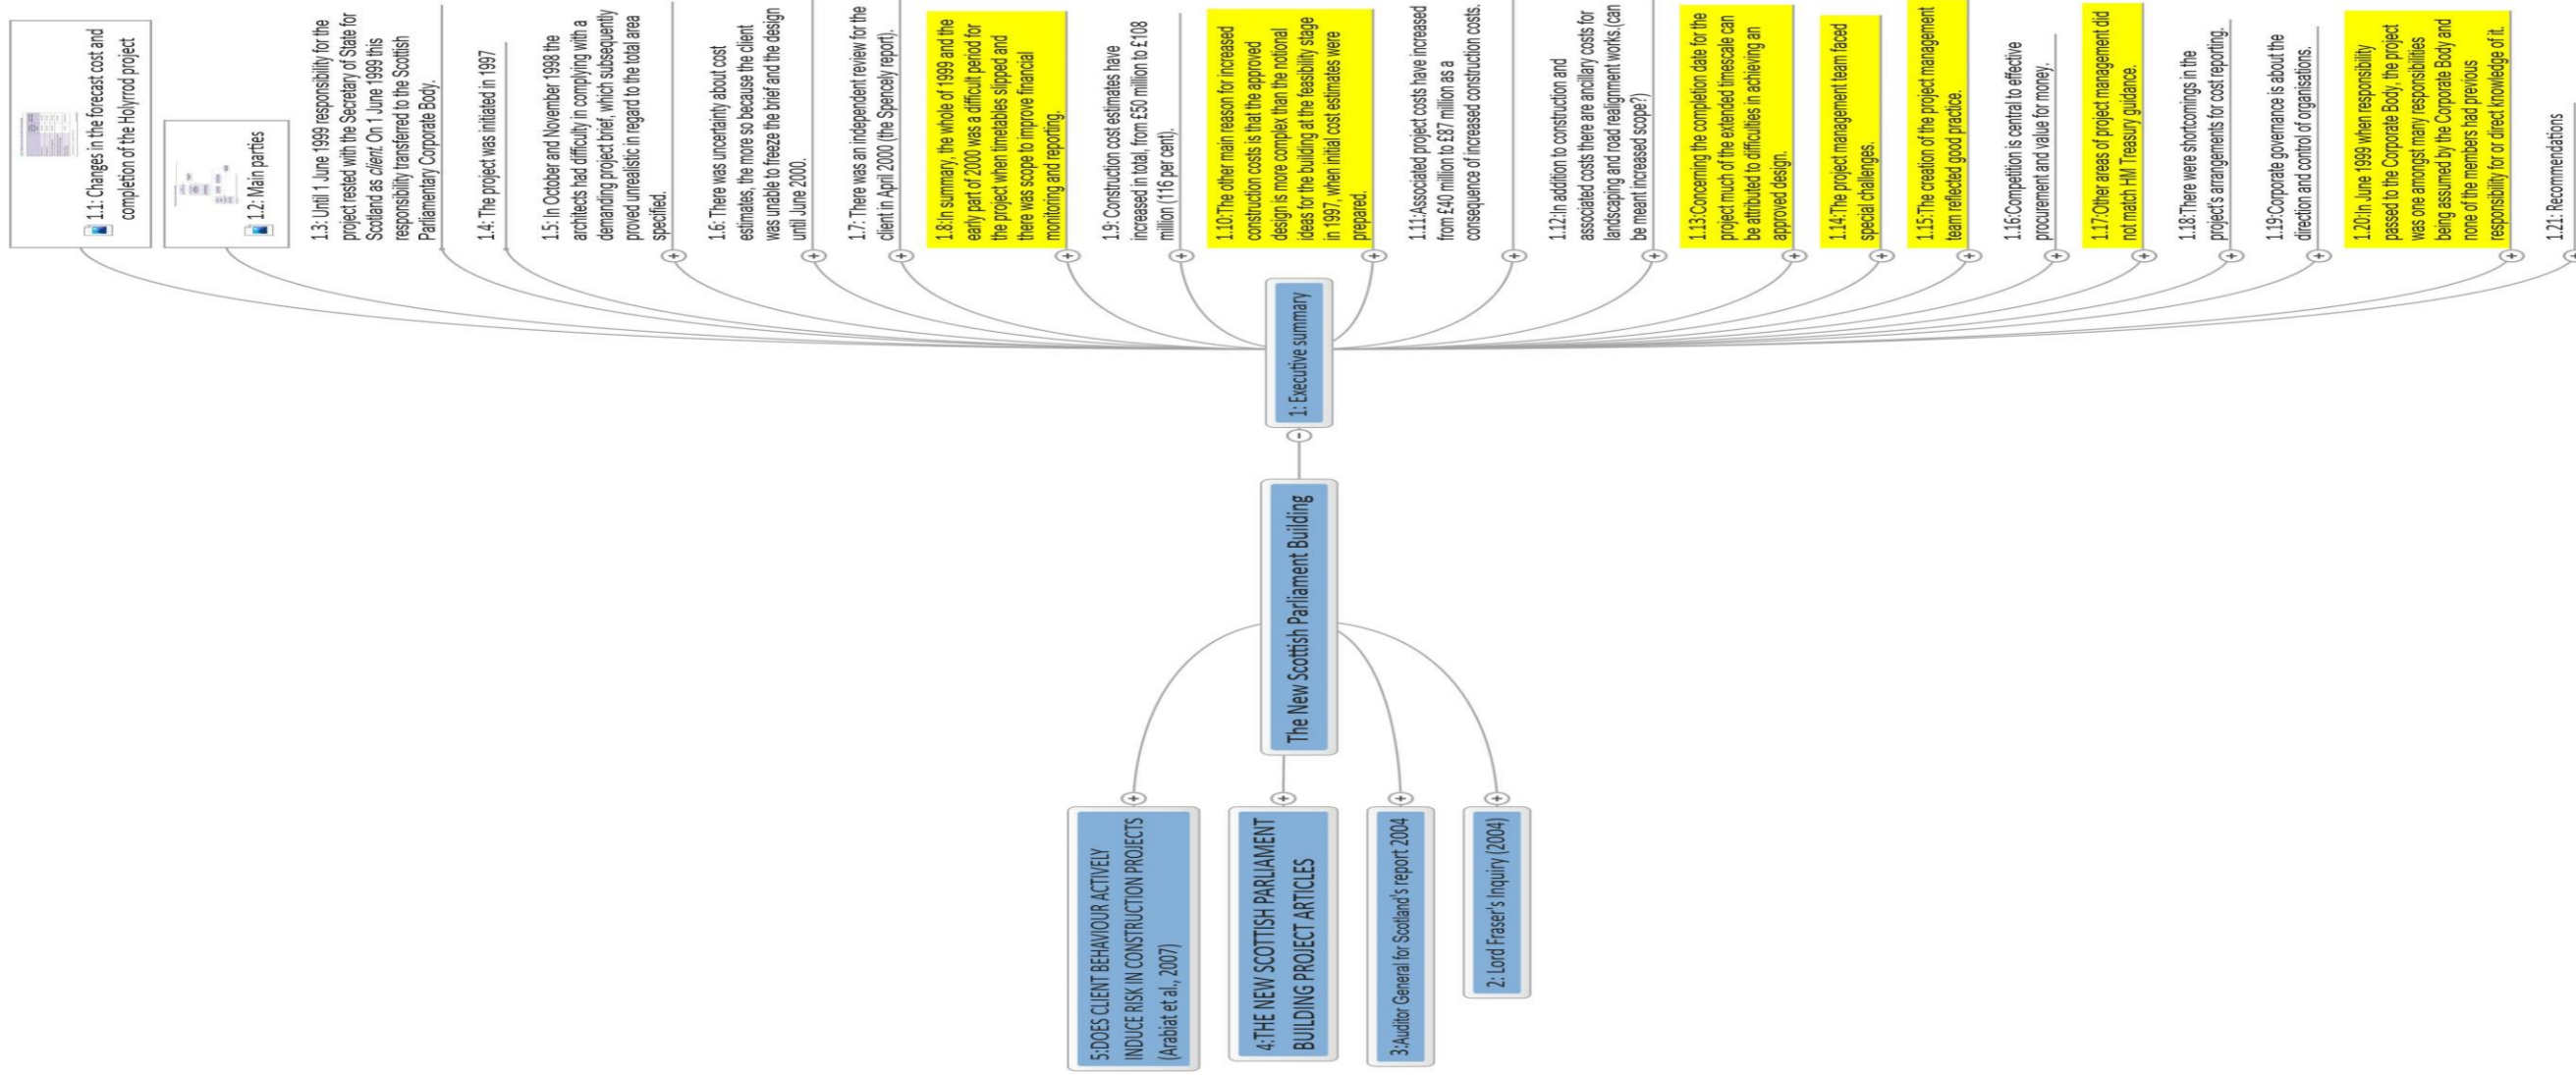 1.1: Changes in the forecast cost and
completion of the Holyrrod project
1.2: Main parties
1.3: Until 1 June 1999 responsibility for the
project rested with the Secretary of State for
Scotland as client. On 1 June 1999 this
responsibility transferred to the Scottish
Parliamentary Corporate Body.
1.4: The project was initiated in 1997
1.5: In October and November 1998 the
architects had difficulty in complying with a
demanding project brief, which subsequently
proved unrealistic in regard to the total area
specified.
1.6: There was uncertainty about cost
estimates, the more so because the client
was unable to freeze the brief and the design
until June 2000.
1.7: There was an independent review for the
client in April 2000 (the Spencely report).
1.8:In summary, the whole of 1999 and the
early part of 2000 was a difficult period for
the project when timetables slipped and
there was scope to improve financial
monitoring and reporting.
1.9: Construction cost estimates have
increased in total, from £50 million to £108
million (116 per cent).
1.10:The other main reason for increased
construction costs is that the approved
design is more complex than the notional
ideas for the building at the feasibility stage
in 1997, when initial cost estimates were
prepared.
1.11:Associated project costs have increased
from £40 million to £87 million as a
consequence of increased construction costs.
1.12:In addition to construction and
associated costs there are ancillary costs for
landscaping and road realignment works.(can
be meant increased scope?)
1.13:Concerning the completion date for the
project much of the extended timescale can
be attributed to difficulties in achieving an
approved design.
1.14:The project management team faced
special challenges.
1.15:The creation of the project management
team reflected good practice.
1.16:Competition is central to effective
procurement and value for money.
1.17:Other areas of project management did
not match HM Treasury guidance.
1.18:There were shortcomings in the
project's arrangements for cost reporting.
1.19:Corporate governance is about the
direction and control of organisations.
1.20:In June 1999 when responsibility
passed to the Corporate Body, the project
was one amongst many responsibilities
being assumed by the Corporate Body and
none of the members had previous
responsibility for or direct knowledge of it.
1.21: Recommendations
1: Executive summary
The New Scottish Parliament Building
5:DOES CLIENT BEHAVIOUR ACTIVELY
INDUCE RISK IN CONSTRUCTION PROJECTS
(Arabiat et al., 2007)
4:THE NEW SCOTTISH PARLIAMENT
BUILDING PROJECT ARTICLES
3:Auditor General for Scotland's report 2004
2: Lord Fraser's Inquiry (2004)